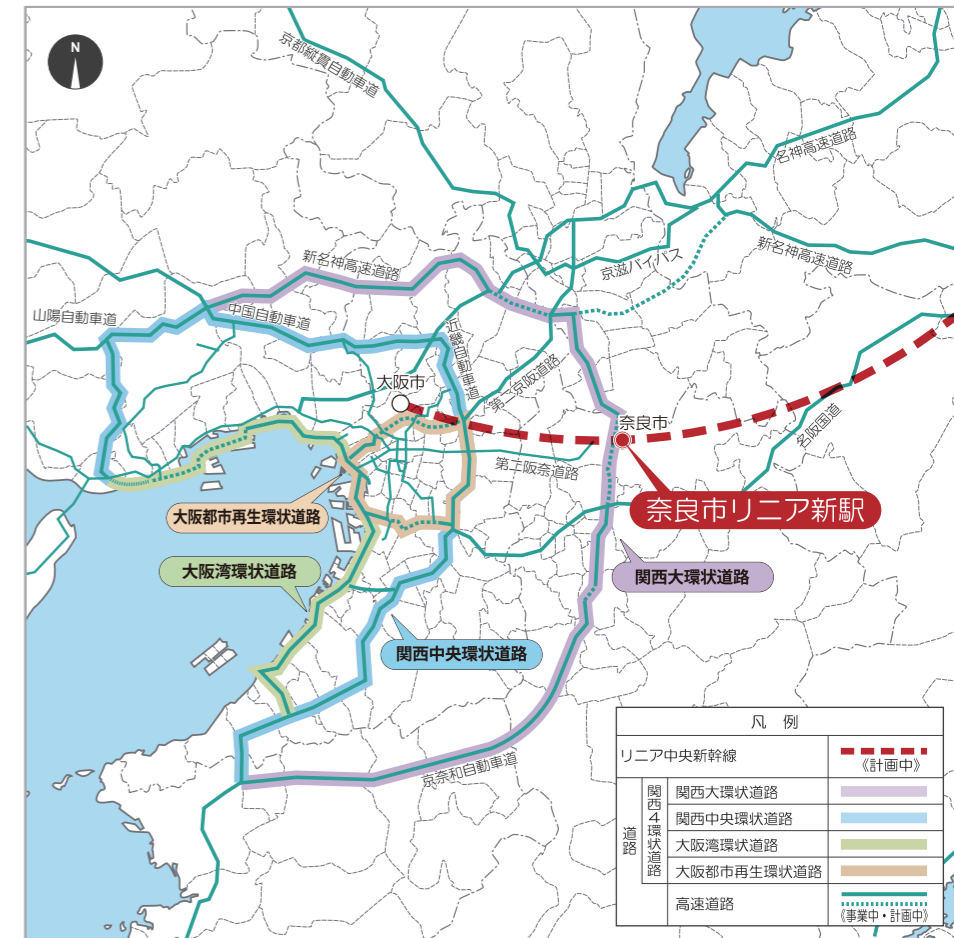 N
京都縦貫自動車道
名神高速道路
新名神高速道路
京滋バイパス
新名神高速道路
山陽自動車道
中国自動車道
近畿自動車道
大阪市
第二京阪道路
奈良市
名阪国道
第二阪奈道路
大阪都市再生環状道路
奈良市リニア新駅
大阪湾環状道路
関西大環状道路
関西中央環状道路
京奈和自動車道
凡 例
リニア中央新幹線
《計画中》
道路
関西4環状道路
関西大環状道路
関西中央環状道路
大阪湾環状道路
大阪都市再生環状道路
高速道路
《事業中・計画中》